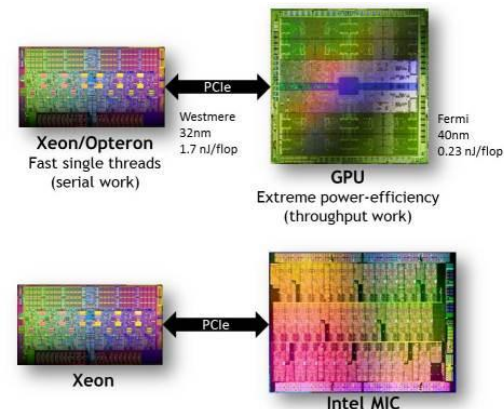 PCIe
Westmere
32nm
1.7 nJ/flop
Xeon/Opteron
Fast single threads
(serial work)
Fermi
40nm
0.23 nJ/flop
GPU
Extreme power-efficiency
(throughput work)
PCIe
Xeon
Intel MIC